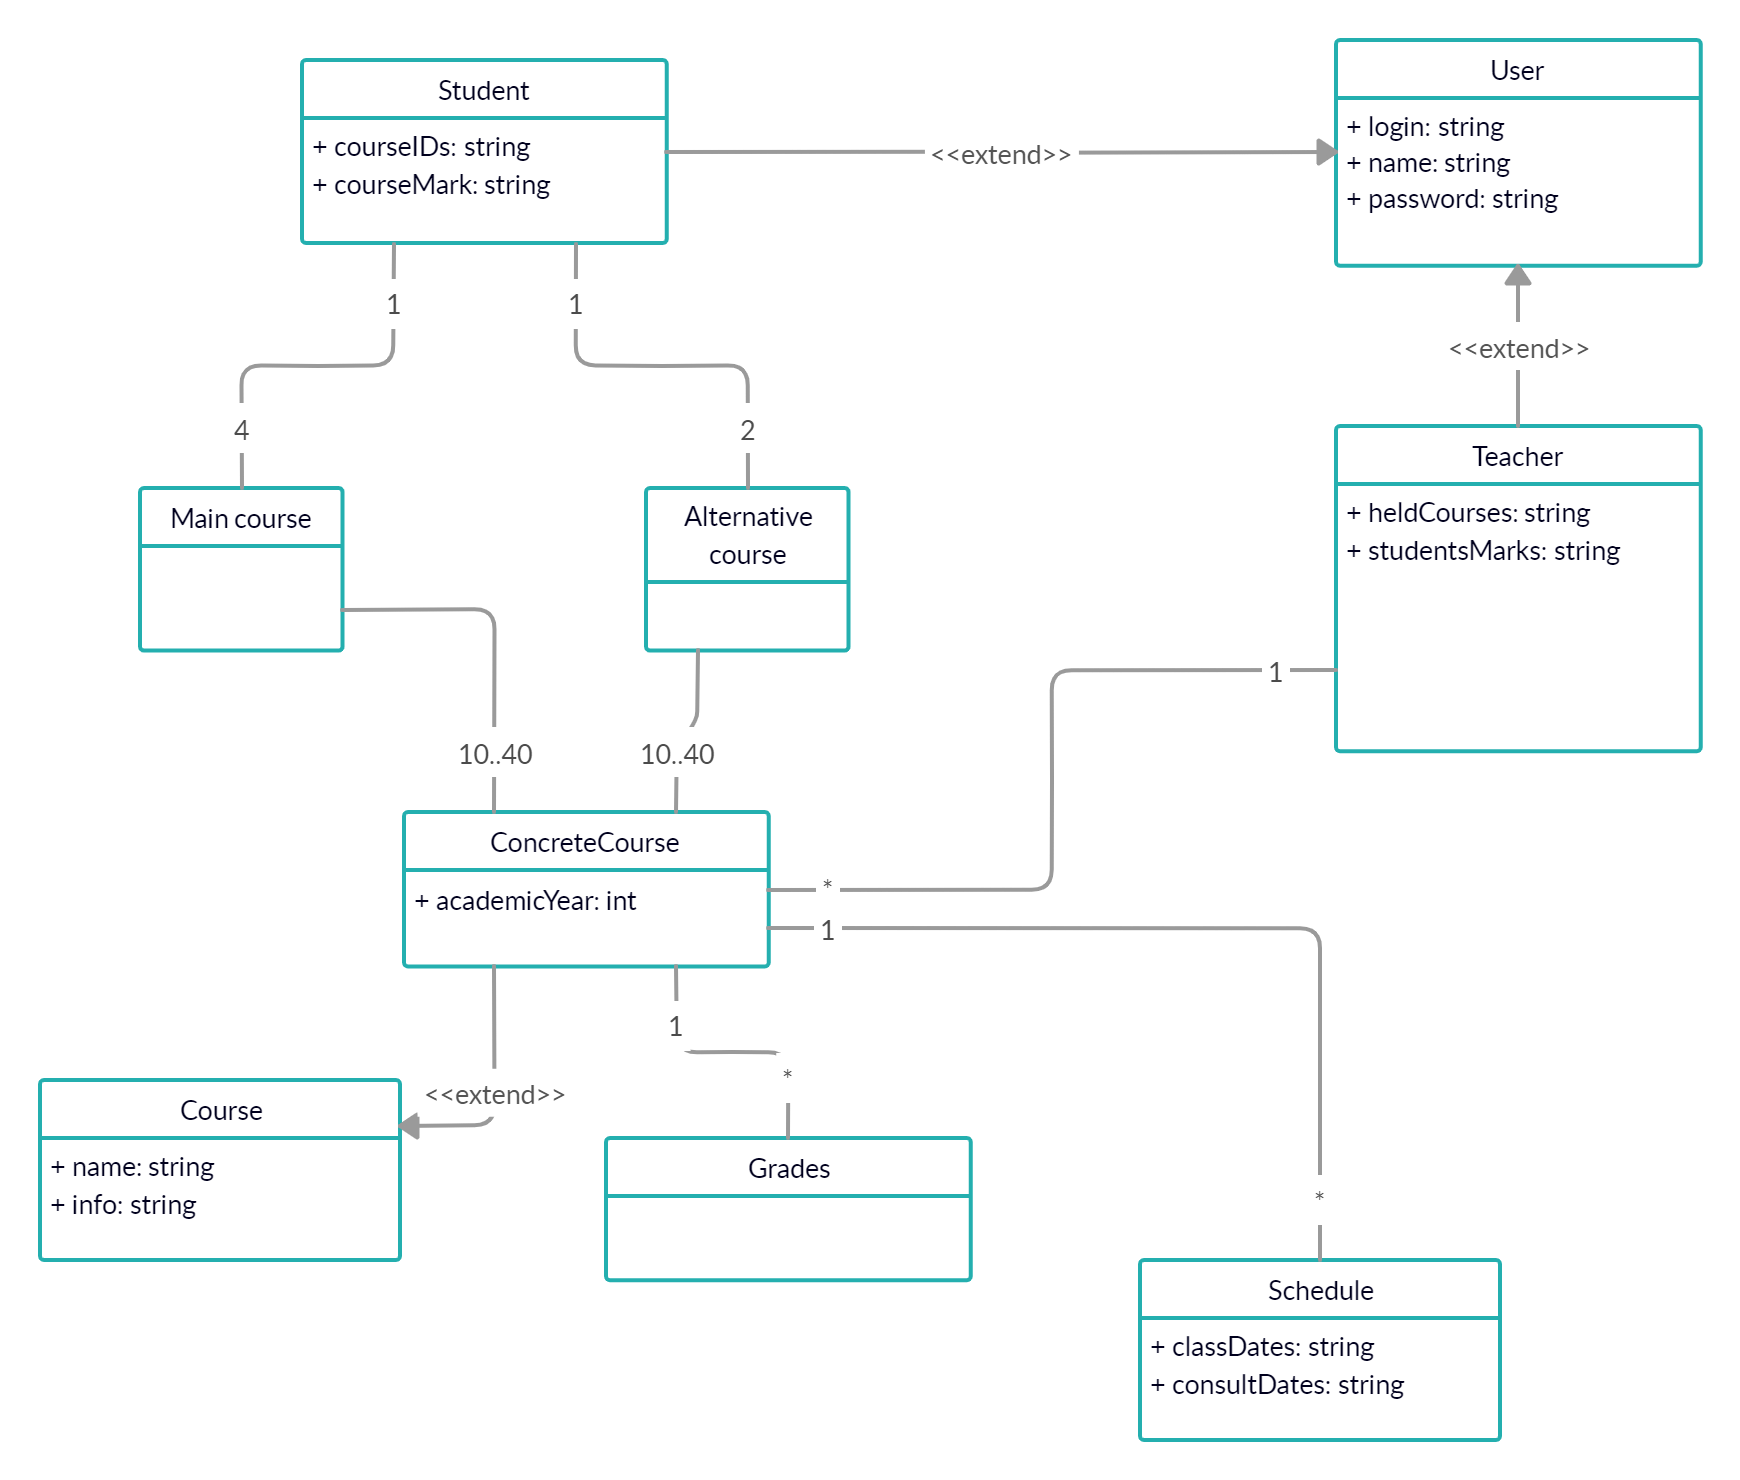 Student
+ courseIDs: string
+ courseMark: string
<<extend>>
User
+ login: string
+ name: string
+ password: string
1
1
<<extend>>
4
2
Main course
Alternative
course
Teacher
+ heldCourses: string
+ studentsMarks: string
1
10..40
10..40
ConcreteCourse
+ academicYear: int
*
1
1
*
<<extend>>
Course
+ name: string
+ info: string
Grades
*
Schedule
+ classDates: string
+ consultDates: string